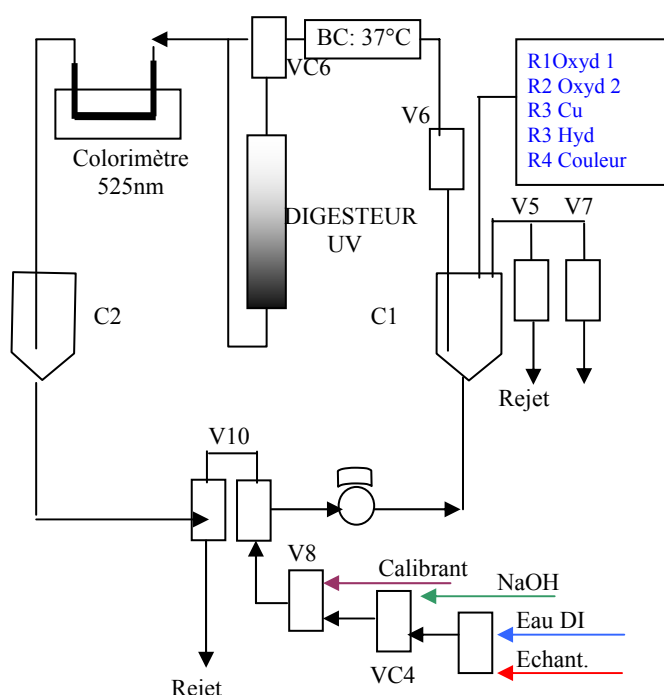 BC: 37°C
VC6
R1Oxyd 1
R2 Oxyd 2
R3 Cu
R3 Hyd
R4 Couleur
V6
Colorimètre
525nm
DIGESTEUR
UV
V5
V7
C2
C1
Rejet
V10
V8
Calibrant
NaOH
Eau DI
VC4
Echant.
Rejet